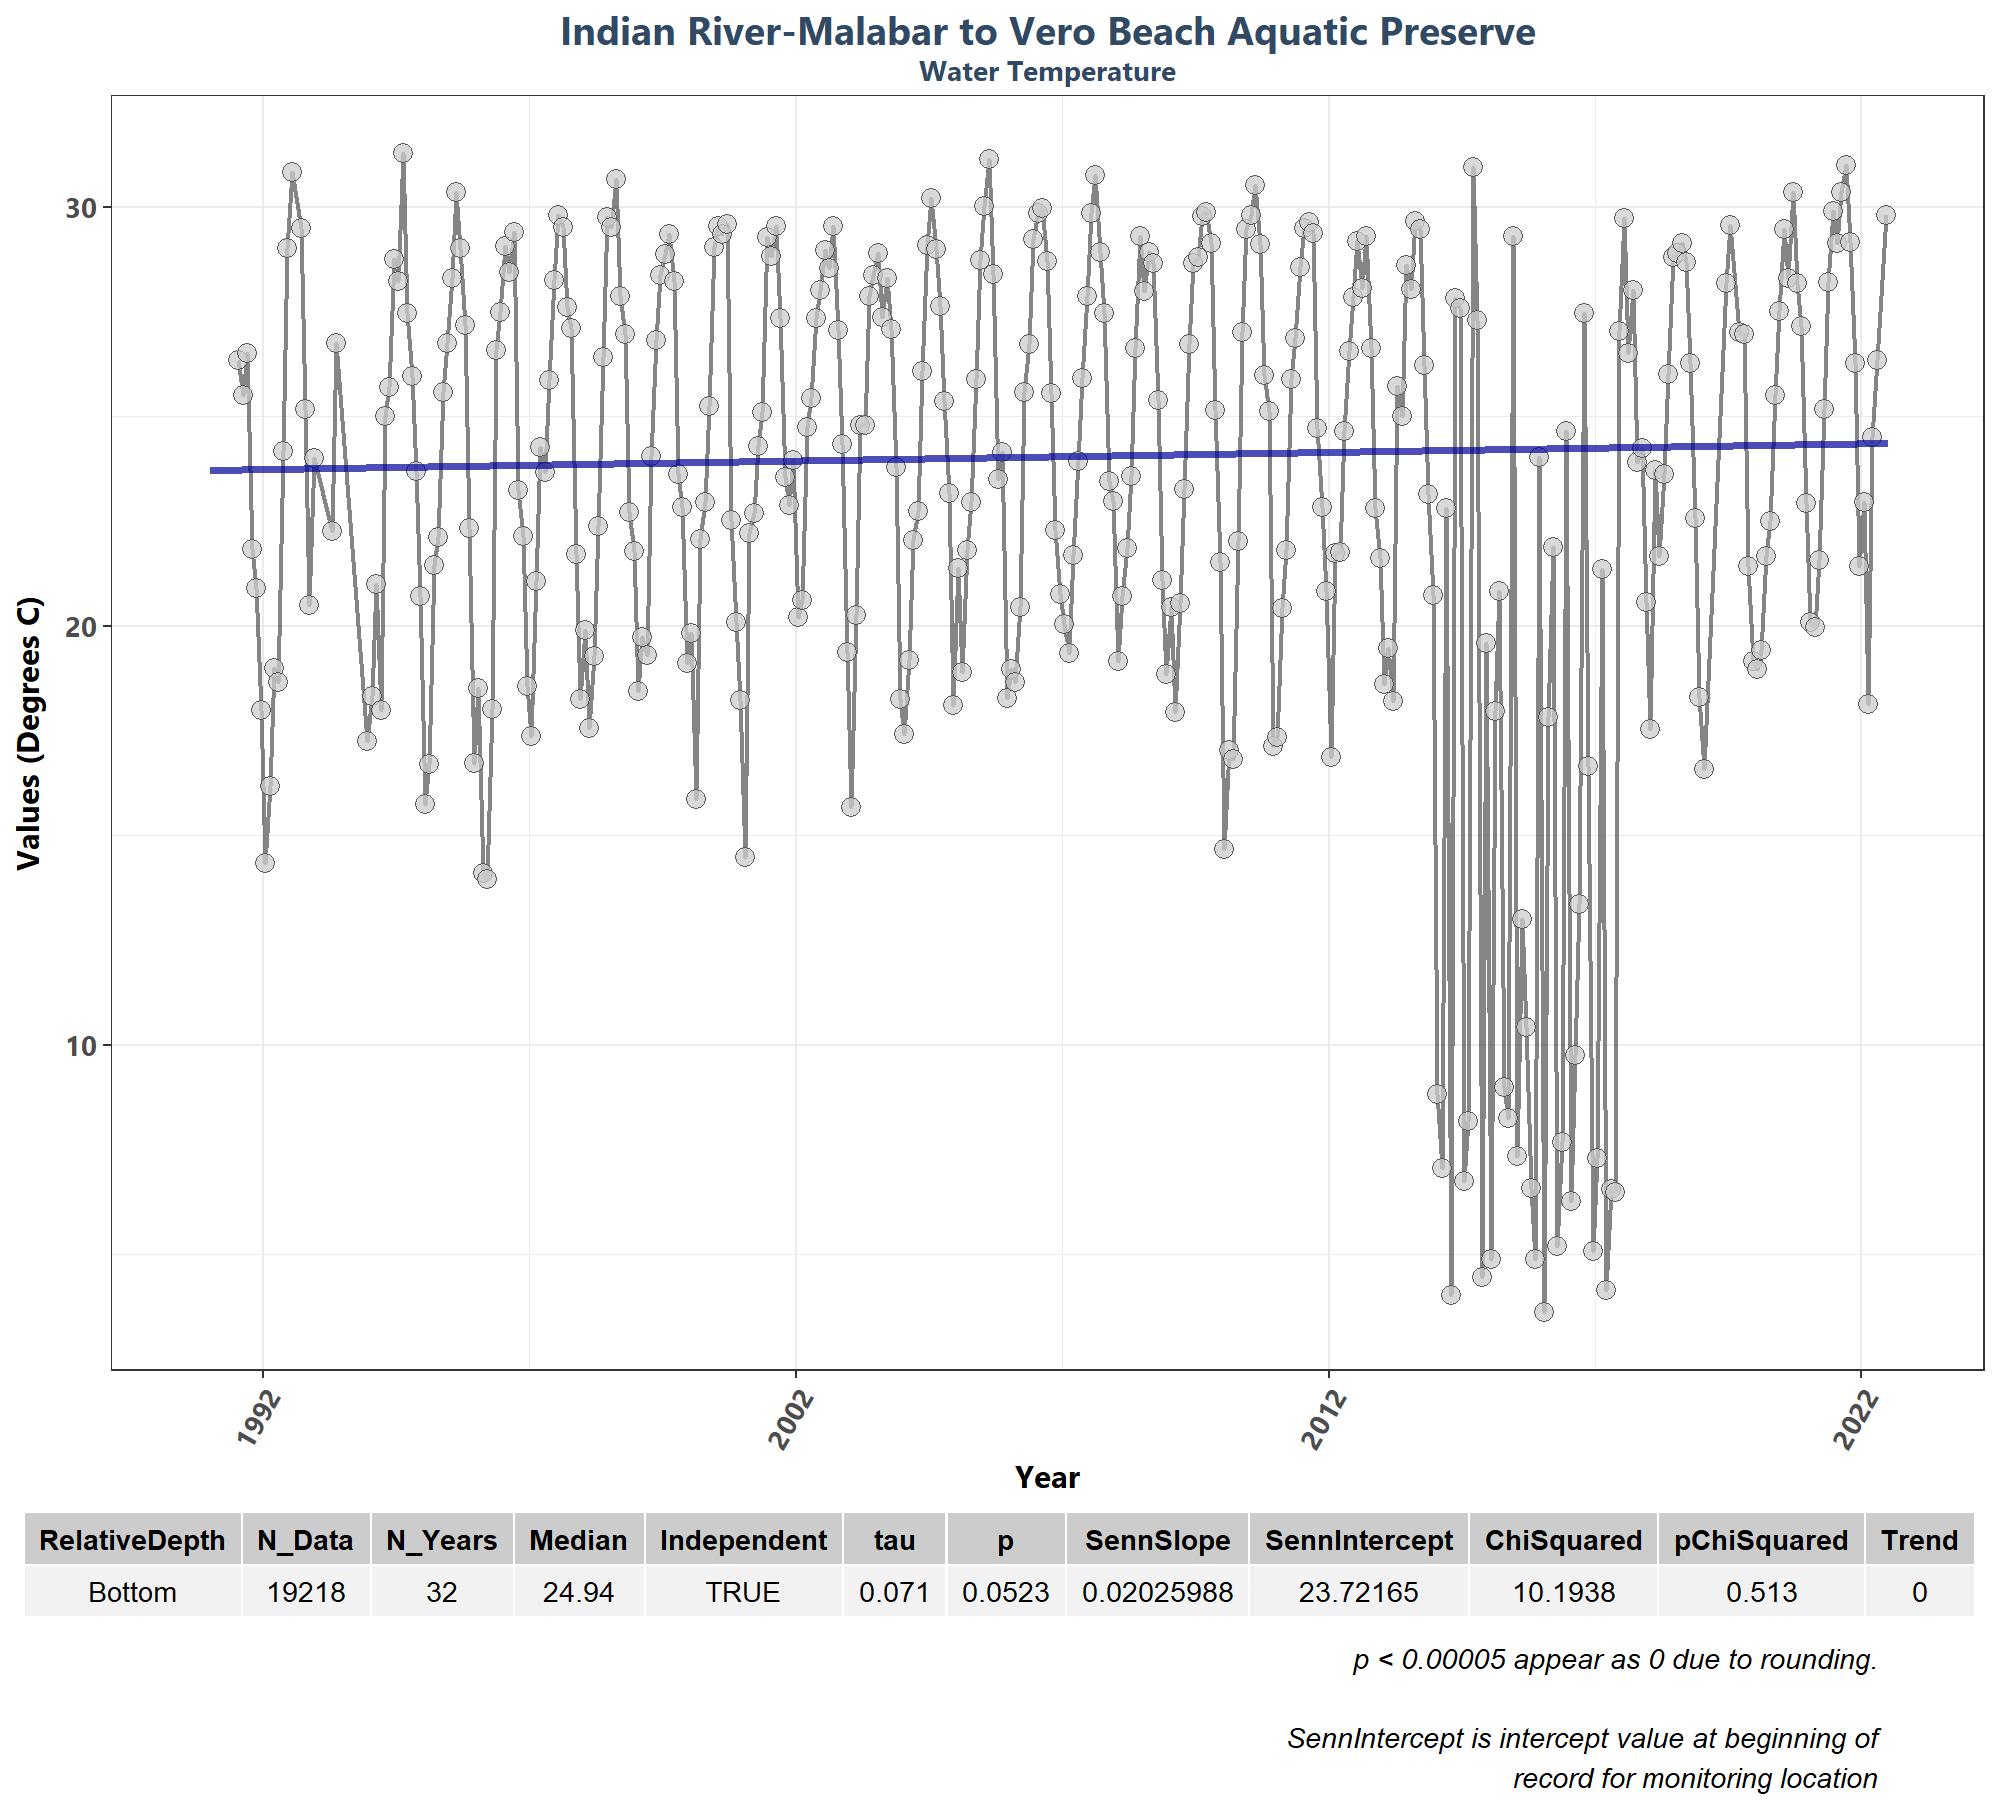 Indian River-Malabar to Vero Beach Aquatic Preserve
Water Temperature
Values (Degrees C)
30
20
10
1992
2002
2012
2022
Year
RelativeDepth N_Data N_Years Median Independent tau p SennSlope SennIntercept ChiSquared pChiSquared Trend
Bottom 19218 32 24.94 TRUE 0.071 0.0523 0.02025988 23.72165 10.1938 0.513 0
p < 0.00005 appear as 0 due to rounding.
SennIntercept is intercept value at beginning of
record for monitoring location